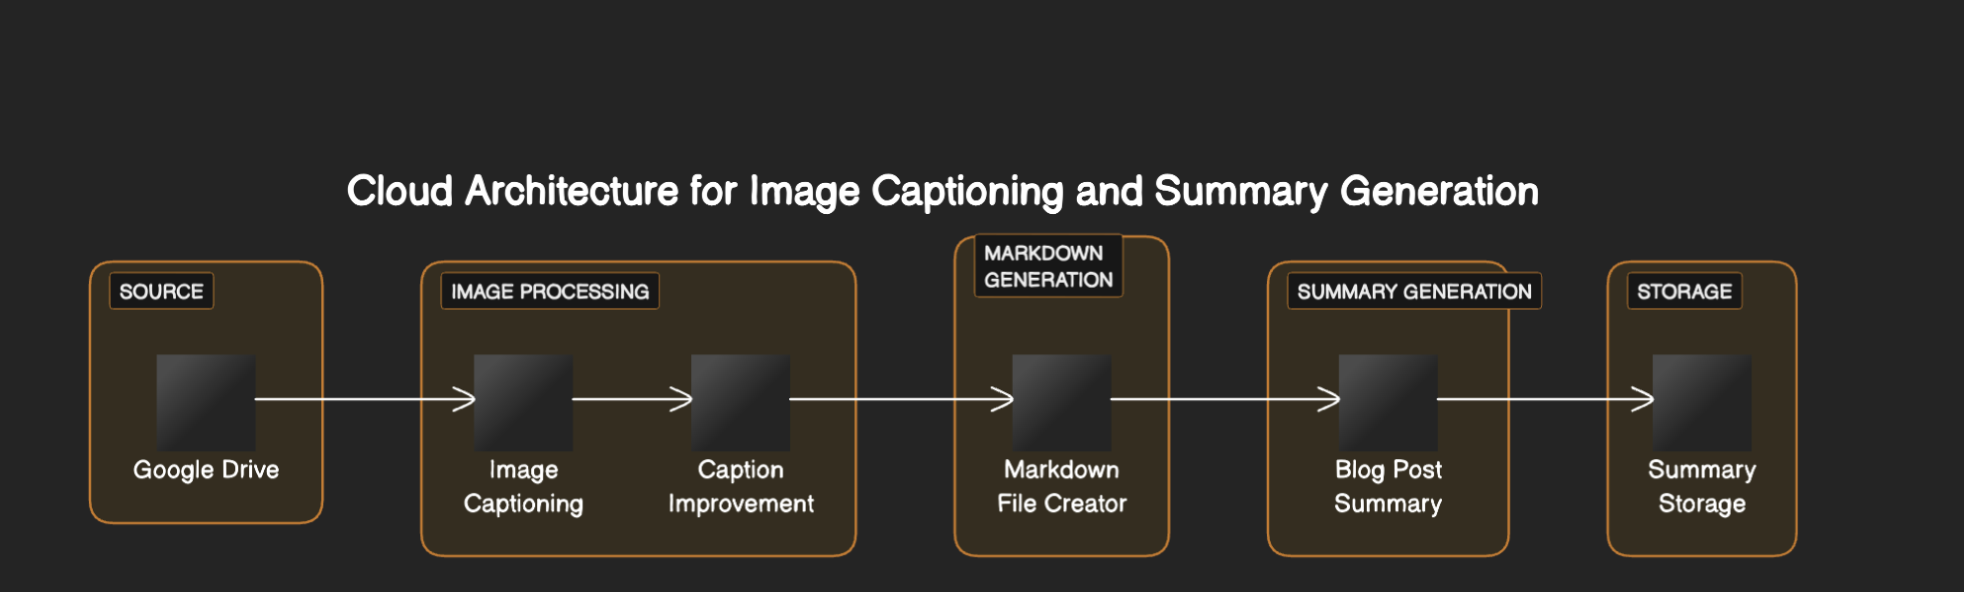 Cloud Architecture for Image Captioning and Summary Generation
SOURCE
Google Drive
IMAGE PROCESSING
Image
Captioning
Caption
Improvement
MARKDOWN
GENERATION
Markdown
File Creator
SUMMARY GENERATION
Blog Post
Summary
STORAGE
Summary
Storage